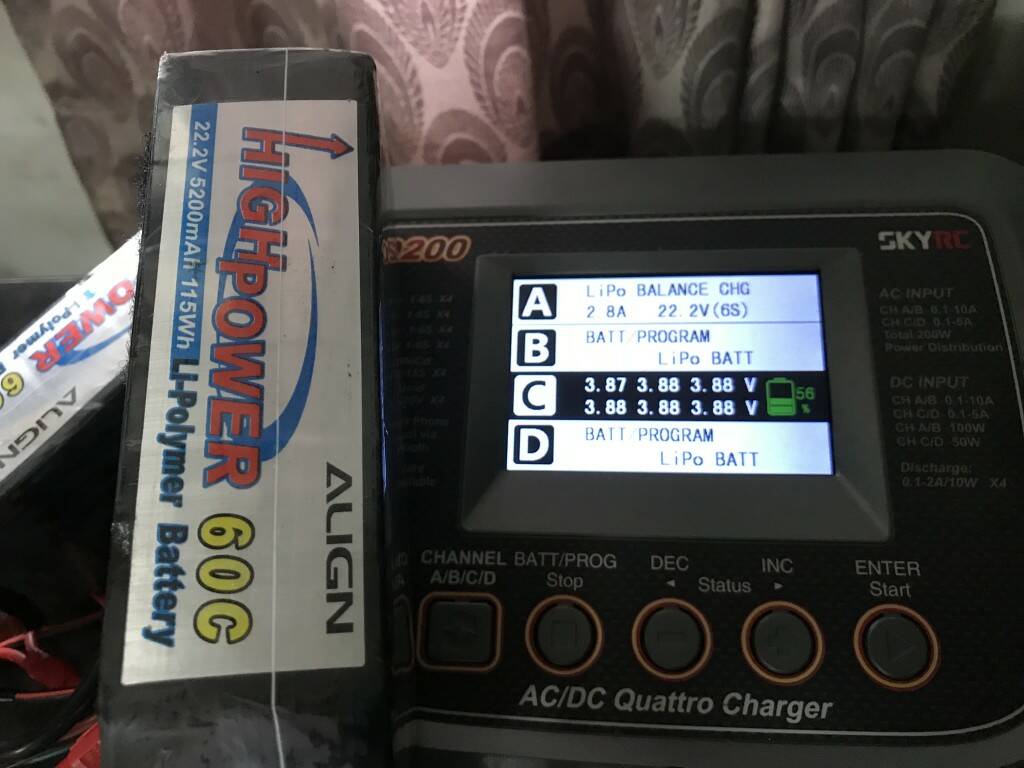 HIGHPOWER 60C
22.2V 5200mAh 115Wh Li-Polymer Battery
ALIGN
POWER 60
Li-Polymer
ALIGN
200
SKYRC
A
LiPo BALANCE CHG
2.8A 22.2V(6S)
B
BATT/PROGRAM
LiPo BATT
C
3.87 3.88 3.88 V
3.88 3.88 3.88 V
56
%
D
BATT/PROGRAM
LiPo BATT
AC INPUT
CH A/B: 0.1-10A
CH C/D: 0.1-5A
Total 200W
Power Distribution
DC INPUT
CH A/B: 0.1-10A
CH C/D: 0.1-5A
CH A/B: 100W
CH C/D: 50W
Discharge:
0.1-2A/10W X4
CHANNEL
A/B/C/D
BATT/PROG
Stop
DEC
◄
Status
INC
►
ENTER
Start
AC/DC Quattro Charger